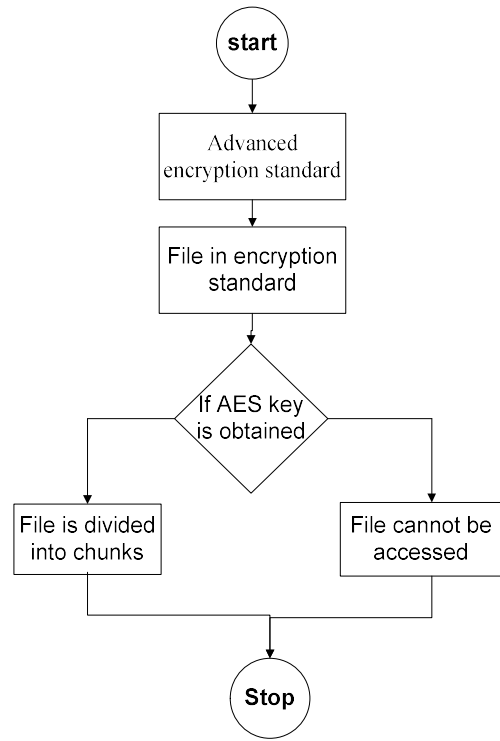 start
Advanced
encryption standard
File in encryption
standard
If AES key
is obtained
File is divided
into chunks
File cannot be
accessed
Stop